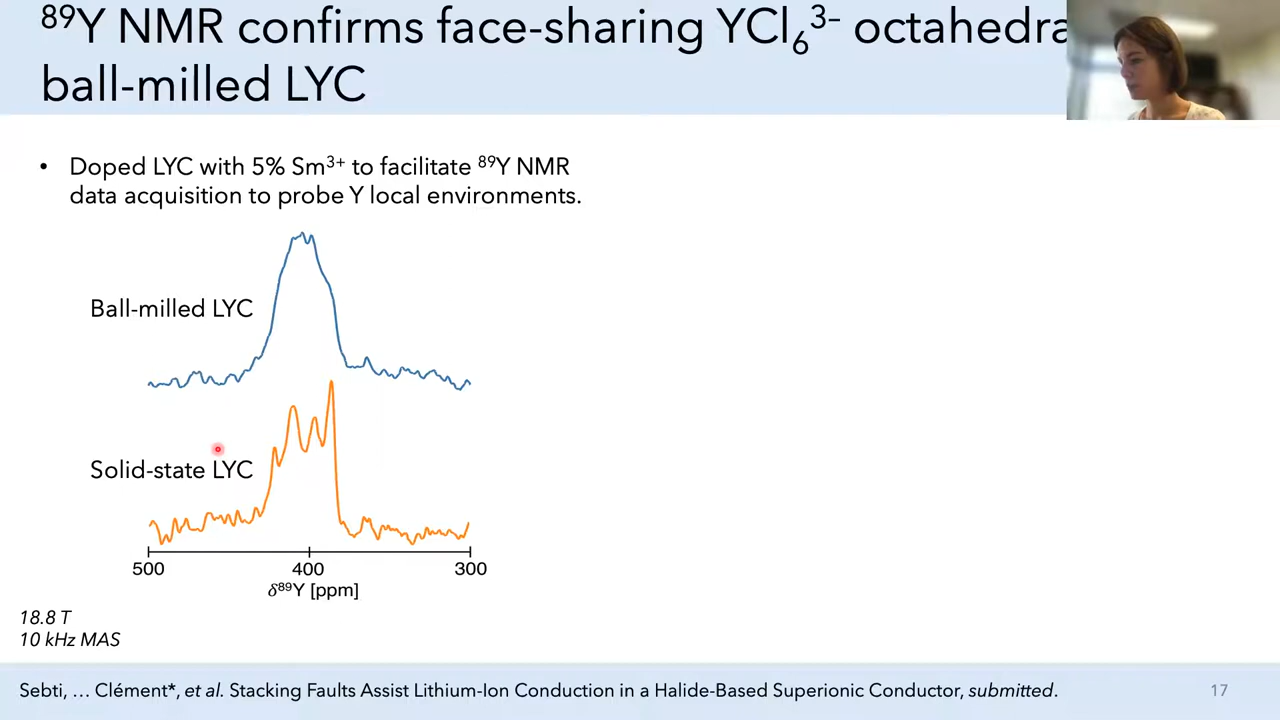 ⁸⁹Y NMR confirms face-sharing YCl₆³⁻ octahedra
ball-milled LYC
• Doped LYC with 5% Sm³⁺ to facilitate ⁸⁹Y NMR
data acquisition to probe Y local environments.
Ball-milled LYC
Solid-state LYC
500 400 300
δ⁸⁹Y [ppm]
18.8 T
10 kHz MAS
Sebti, … Clément*, et al. Stacking Faults Assist Lithium-Ion Conduction in a Halide-Based Superionic Conductor, submitted.
17